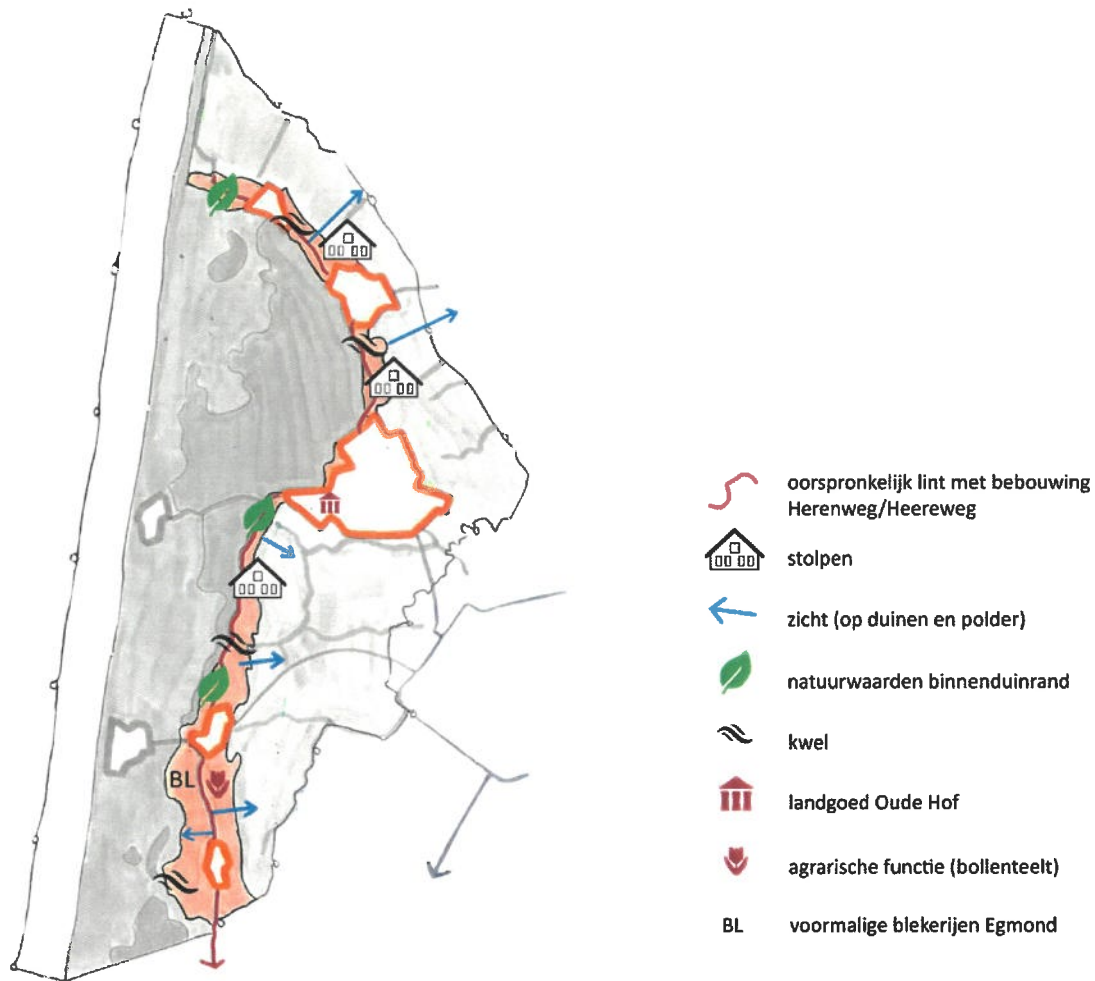 BL
oorspronkelijk lint met bebouwing
Herenweg/Heereweg
stolpen
zicht (op duinen en polder)
natuurwaarden binnenduinrand
kwel
landgoed Oude Hof
agrarische functie (bollenteelt)
BL voormalige blekerijen Egmond